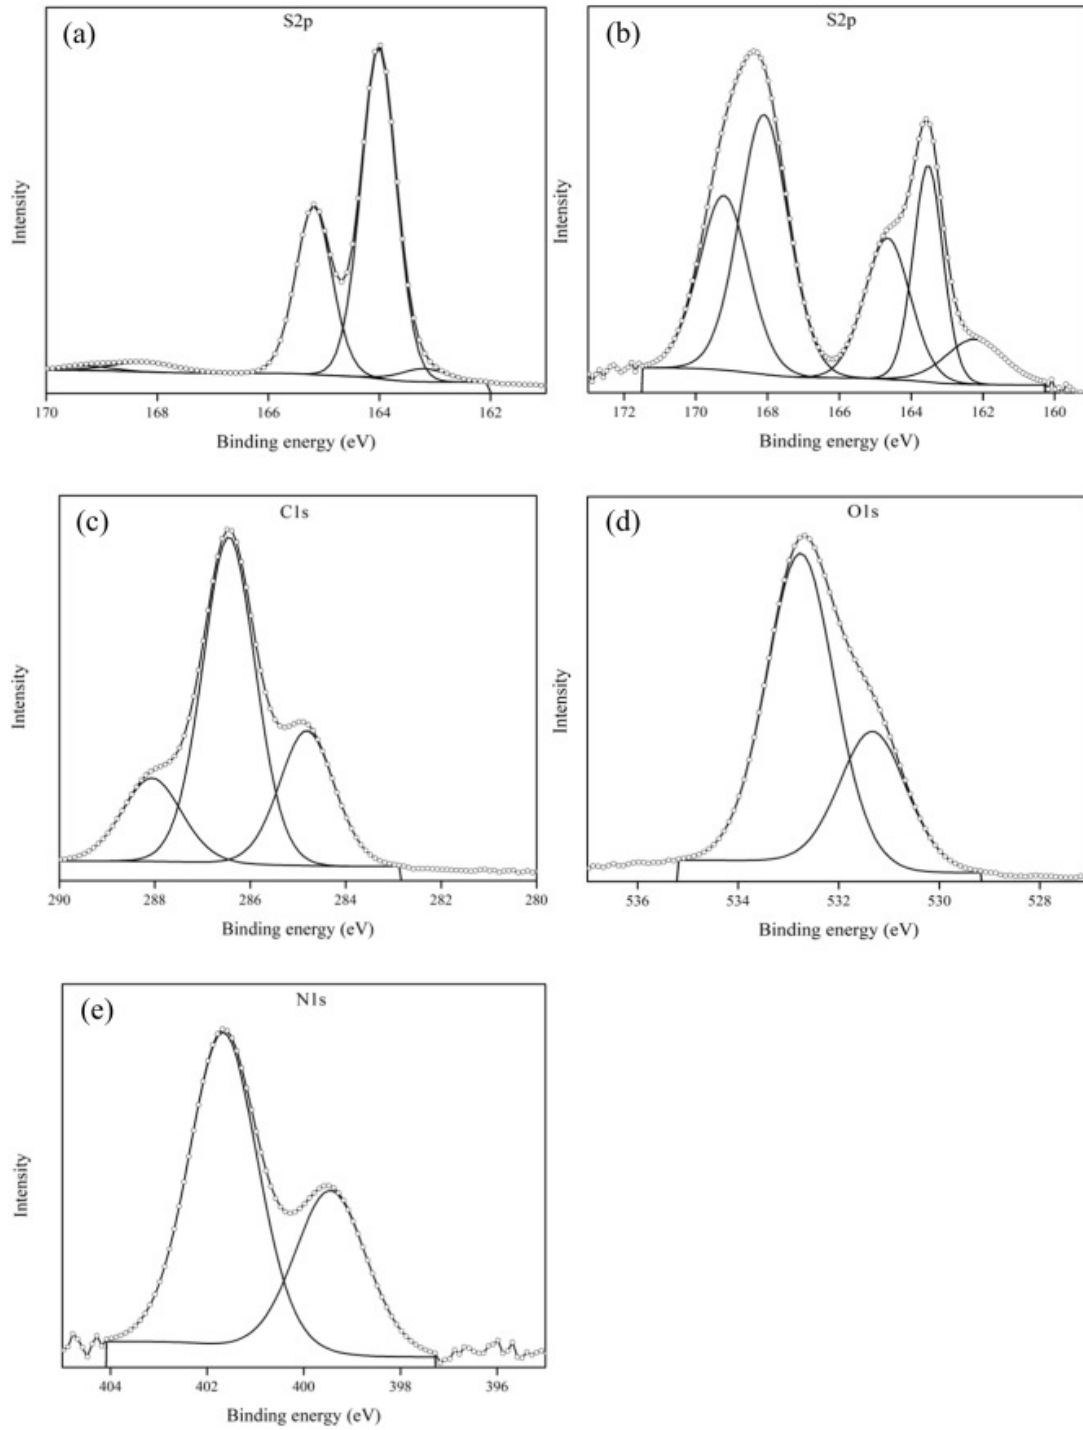 (a)
S2p
Intensity
170 168 166 164 162
Binding energy (eV)
(b)
S2p
Intensity
172 170 168 166 164 162 160
Binding energy (eV)
(c)
C1s
Intensity
290 288 286 284 282 280
Binding energy (eV)
(d)
O1s
Intensity
536 534 532 530 528
Binding energy (eV)
(e)
N1s
Intensity
404 402 400 398 396
Binding energy (eV)